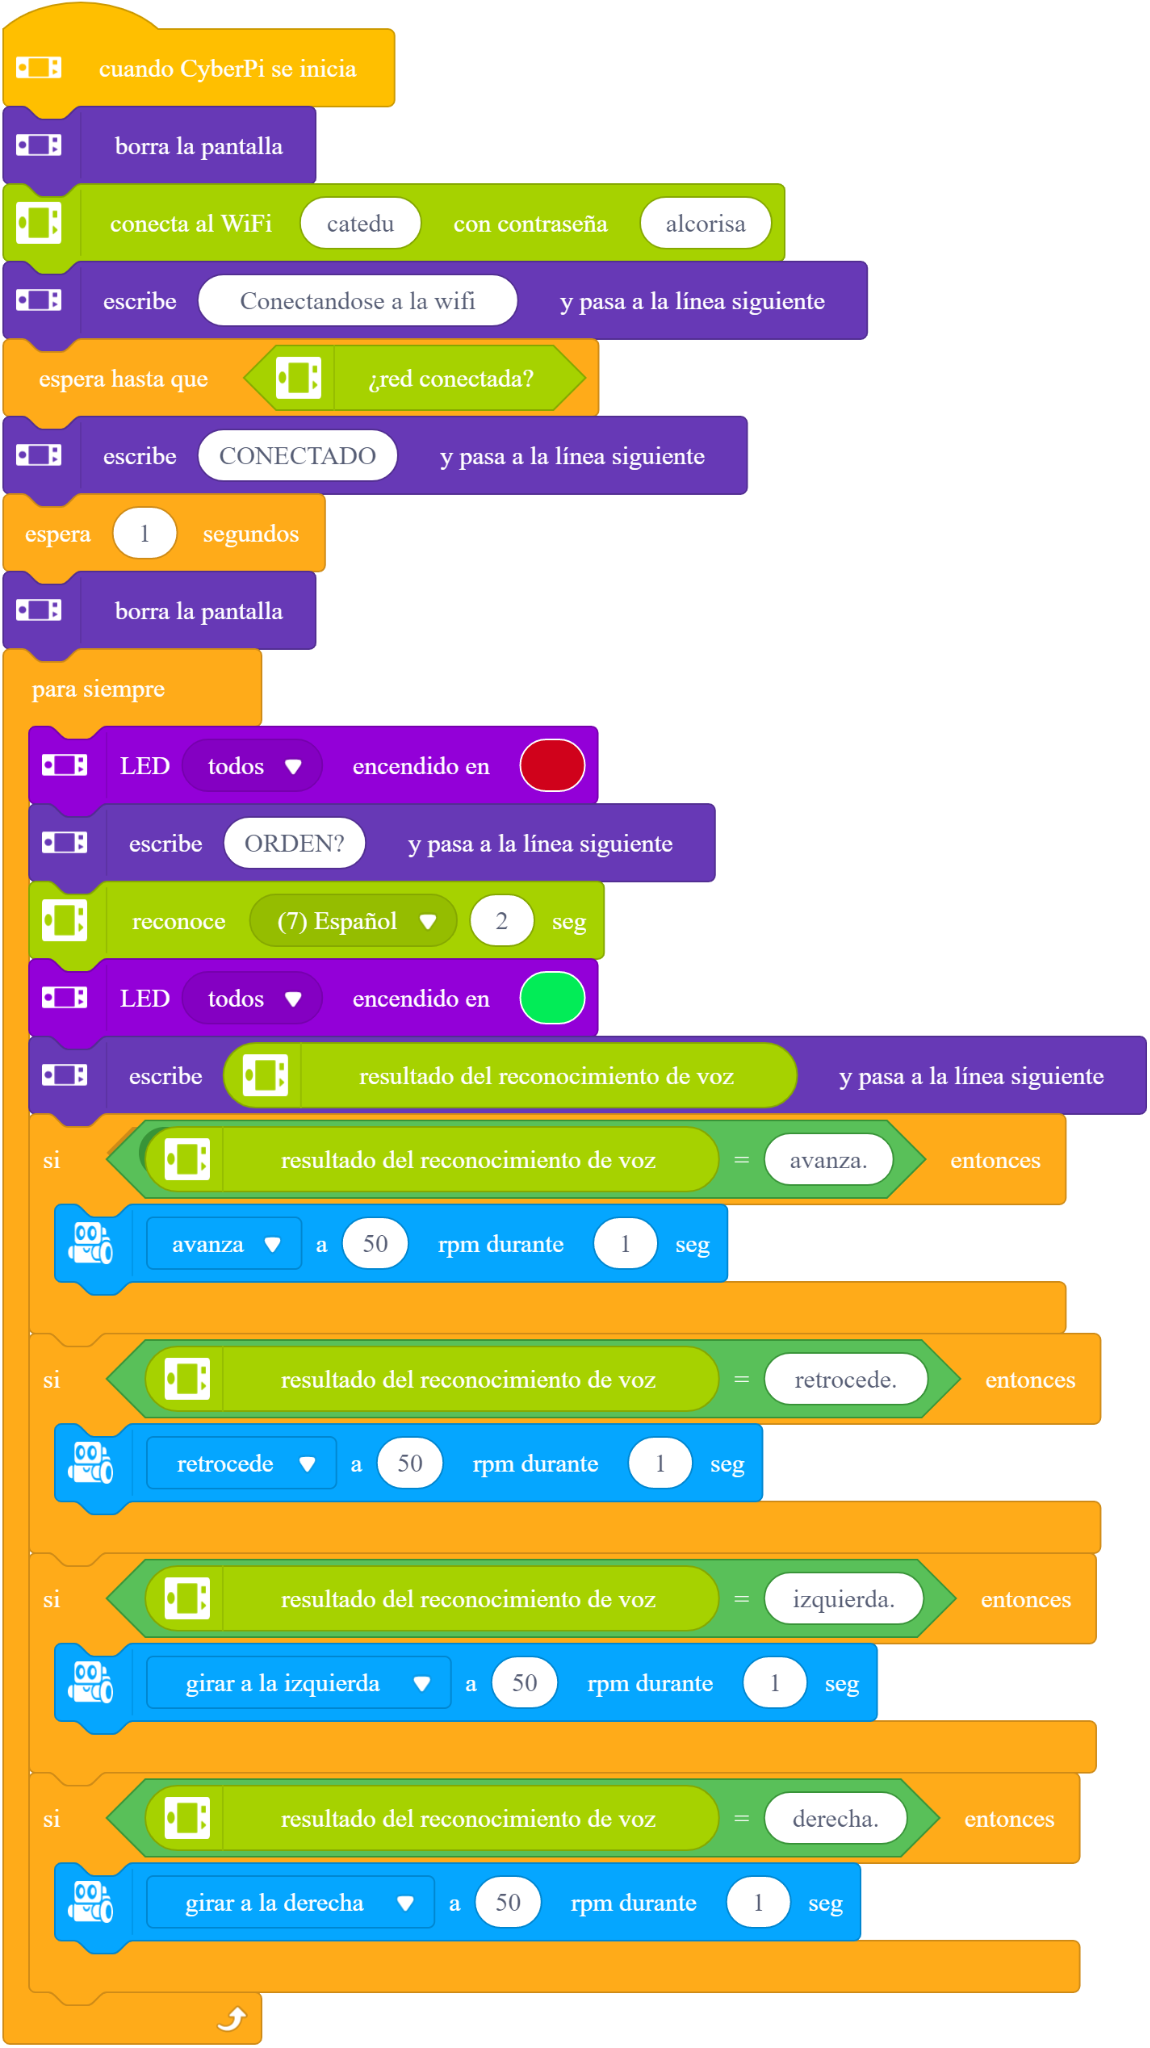 cuando CyberPi se inicia
borra la pantalla
conecta al WiFi catedu con contraseña alcorisa
escribe Conectandose a la wifi y pasa a la línea siguiente
espera hasta que ¿red conectada?
escribe CONECTADO y pasa a la línea siguiente
espera 1 segundos
borra la pantalla
para siempre
LED todos encendido en
escribe ORDEN? y pasa a la línea siguiente
reconoce (7) Español 2 seg
LED todos encendido en
escribe resultado del reconocimiento de voz y pasa a la línea siguiente
si resultado del reconocimiento de voz = avanza. entonces
avanza a 50 rpm durante 1 seg
si resultado del reconocimiento de voz = retrocede. entonces
retrocede a 50 rpm durante 1 seg
si resultado del reconocimiento de voz = izquierda. entonces
girar a la izquierda a 50 rpm durante 1 seg
si resultado del reconocimiento de voz = derecha. entonces
girar a la derecha a 50 rpm durante 1 seg